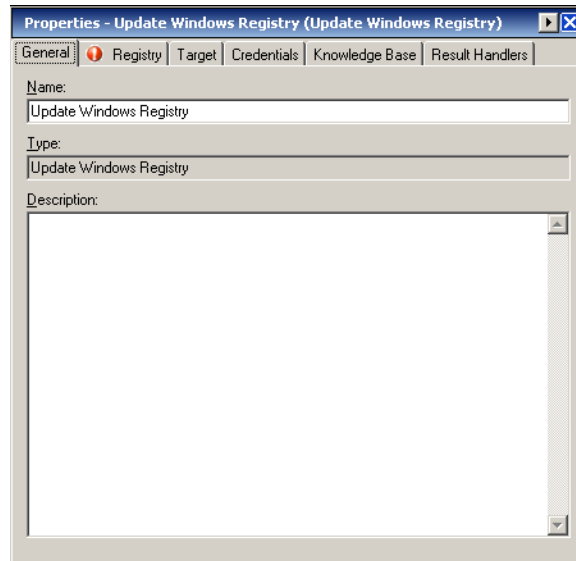 Properties - Update Windows Registry (Update Windows Registry)
General Registry Target Credentials Knowledge Base Result Handlers
Name:
Update Windows Registry
Type:
Update Windows Registry
Description: